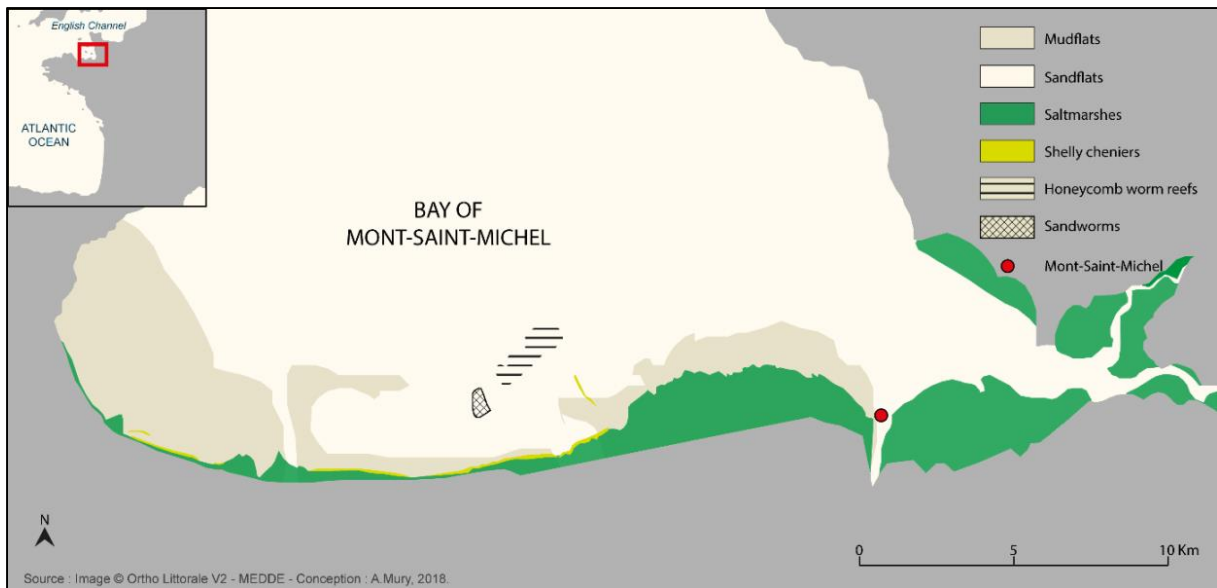 English Channel
ATLANTIC
OCEAN
BAY OF
MONT-SAINT-MICHEL
Mudflats
Sandflats
Saltmarshes
Shelly cheniers
Honeycomb worm reefs
Sandworms
Mont-Saint-Michel
N
0 5 10 Km
Source : Image © Ortho Littorale V2 - MEDDE - Conception : A.Mury, 2018.